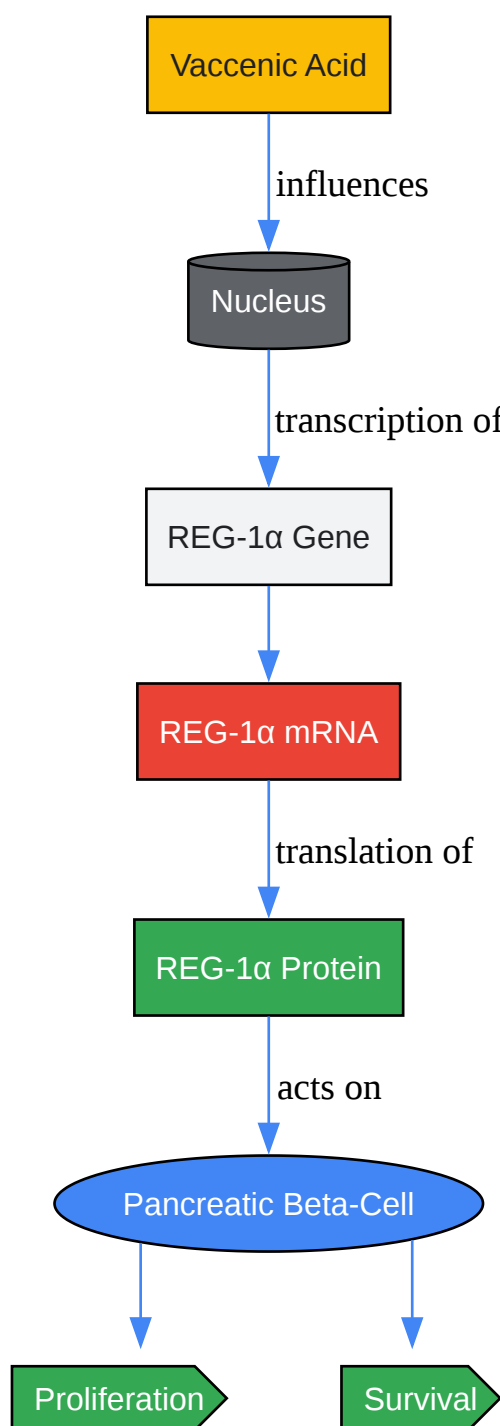 Vaccenic Acid
influences
Nucleus
transcription of
REG-1α Gene
REG-1α mRNA
translation of
REG-1α Protein
acts on
Pancreatic Beta-Cell
Proliferation
Survival